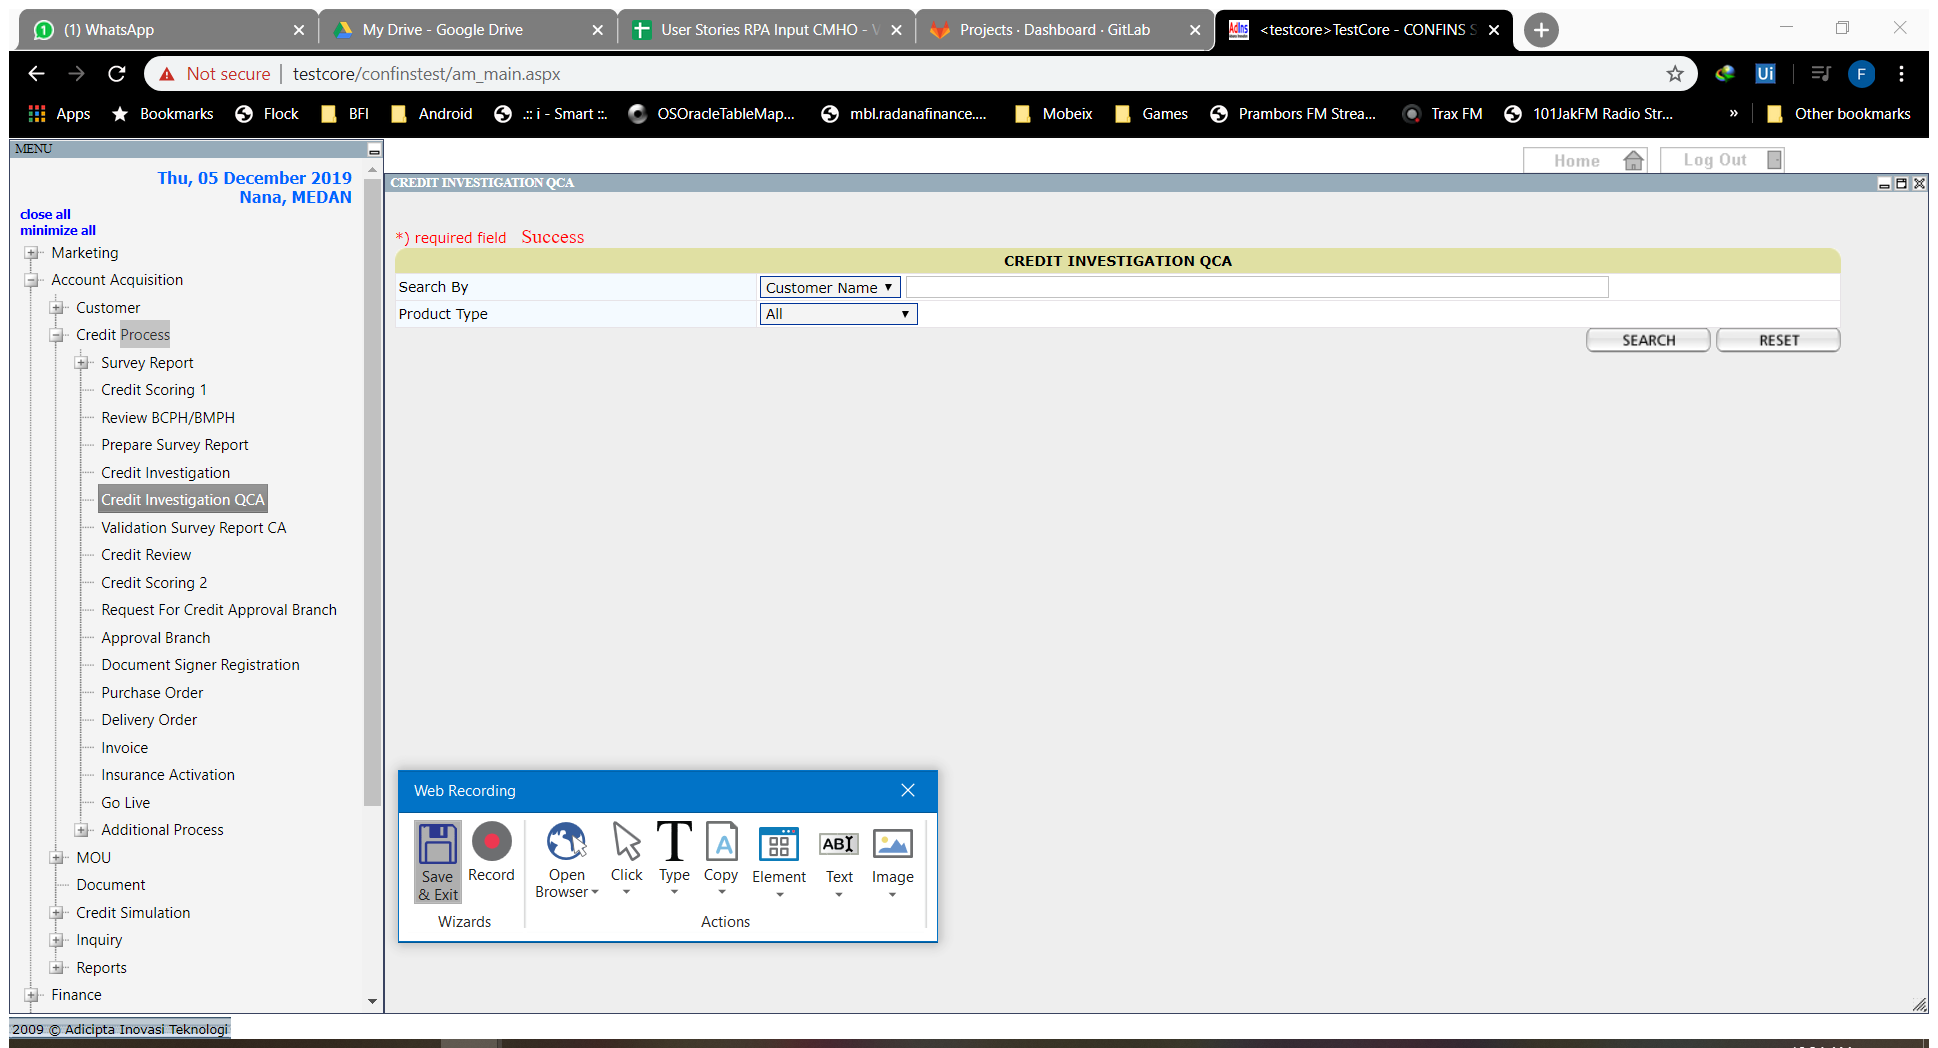 (1) WhatsApp
My Drive - Google Drive
User Stories RPA Input CMHO - V
Projects · Dashboard · GitLab
AdIns
<testcore>TestCore - CONFINS S
Not secure | testcore/confinstest/am_main.aspx
Ui
F
Apps
Bookmarks
Flock
BFI
Android
.:: i - Smart ::.
OSOracleTableMap...
mbl.radanafinance....
Mobeix
Games
Prambors FM Strea...
Trax FM
101JakFM Radio Str...
»
Other bookmarks
MENU
Home
Log Out
Thu, 05 December 2019
Nana, MEDAN
close all
minimize all
Marketing
Account Acquisition
Customer
Credit Process
Survey Report
Credit Scoring 1
Review BCPH/BMPH
Prepare Survey Report
Credit Investigation
Credit Investigation QCA
Validation Survey Report CA
Credit Review
Credit Scoring 2
Request For Credit Approval Branch
Approval Branch
Document Signer Registration
Purchase Order
Delivery Order
Invoice
Insurance Activation
Go Live
Additional Process
MOU
Document
Credit Simulation
Inquiry
Reports
Finance
2009 © Adicipta Inovasi Teknologi
CREDIT INVESTIGATION QCA
*) required field Success
CREDIT INVESTIGATION QCA
Search By Customer Name
Product Type All
SEARCH RESET
Web Recording
Save & Exit
Record
Open Browser
Click
Type
Copy
Element
Text
Image
Wizards
Actions